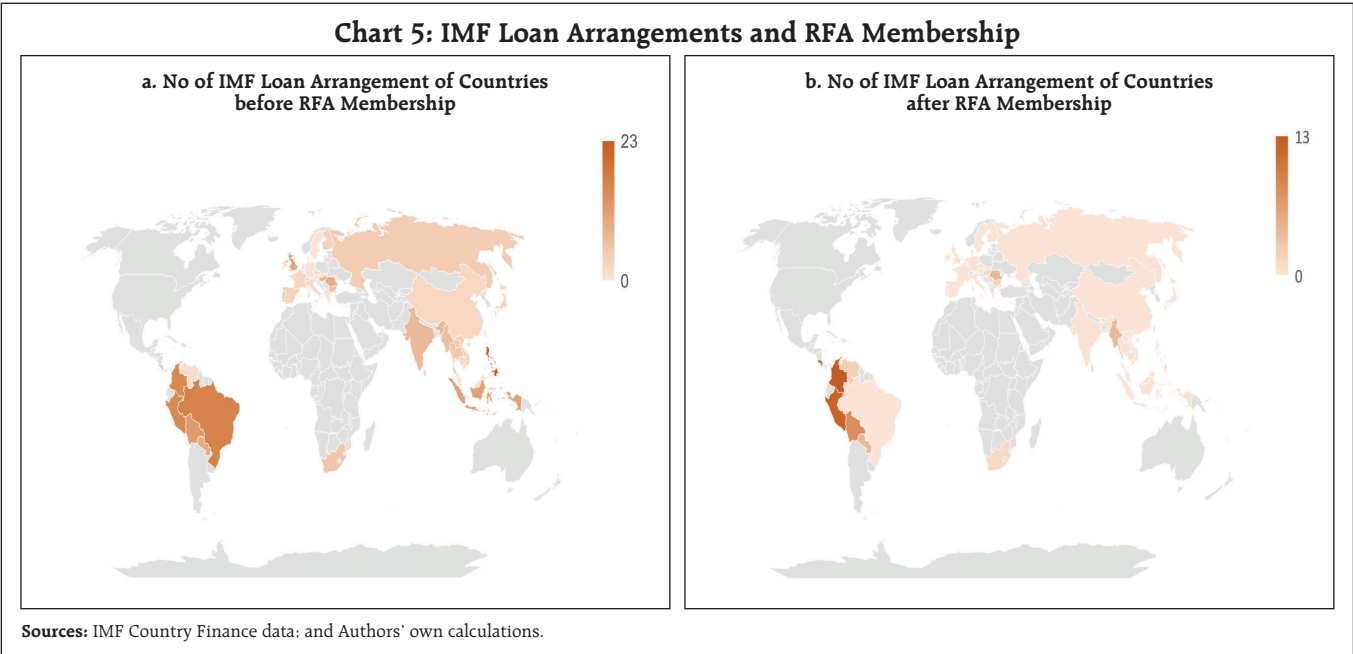 Chart 5: IMF Loan Arrangements and RFA Membership
a. No of IMF Loan Arrangement of Countries
before RFA Membership
23
0
b. No of IMF Loan Arrangement of Countries
after RFA Membership
13
0
Sources: IMF Country Finance data; and Authors' own calculations.